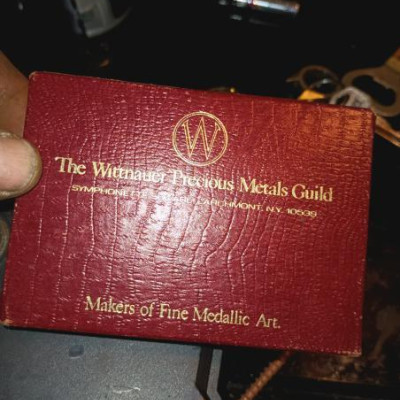 W
The Wittnauer Precious Metals Guild
LARCHMONT, N.Y. 10538
Makers of Fine Medallic Art.